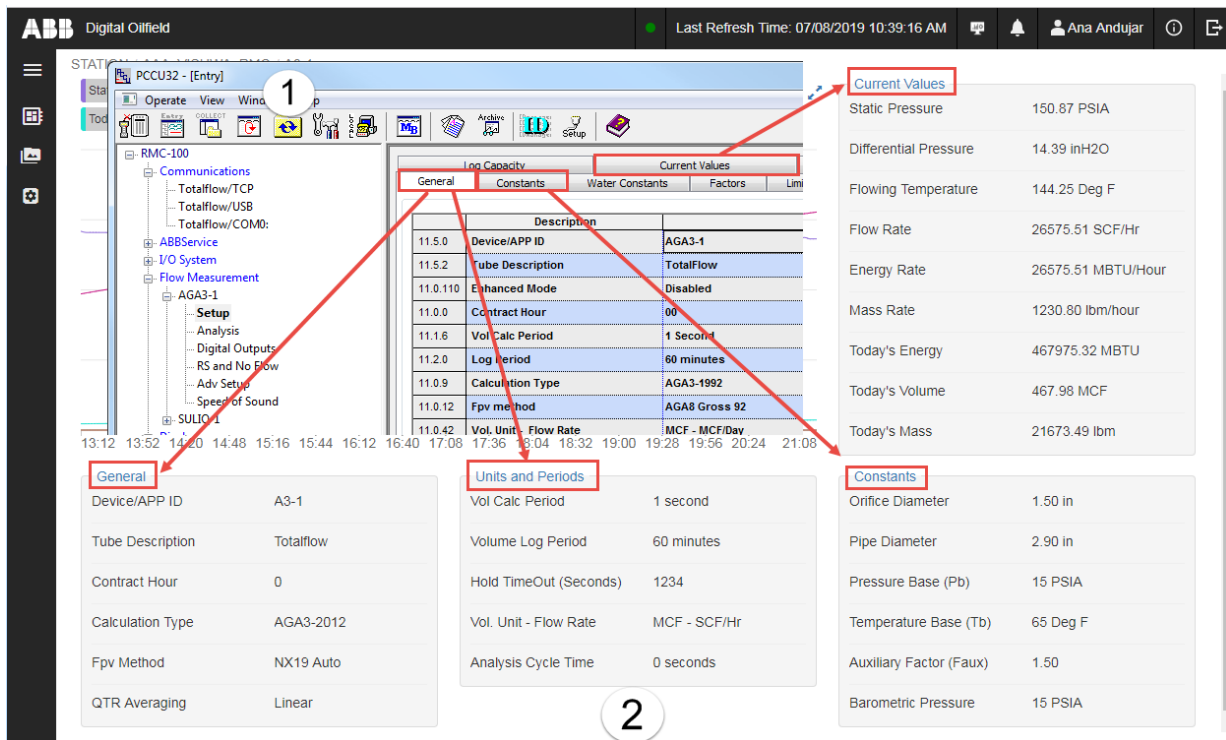 ABB Digital Oilfield
Last Refresh Time: 07/08/2019 10:39:16 AM
Ana Andujar
STATION
Sta
Tod
PCCU32 - [Entry]
1
Operate View Wind p
Entry COLLECT Archive Setup MB
RMC-100
Communications
Totalflow/TCP
Totalflow/USB
Totalflow/COM0:
ABBService
I/O System
Flow Measurement
AGA3-1
Setup
Analysis
Digital Outputs
RS and No Flow
Adv Setup
Speed of Sound
SULIO-1
Log Capacity Current Values
General Constants Water Constants Factors Limi
Description
11.5.0 Device/APP ID AGA3-1
11.5.2 Tube Description TotalFlow
11.0.110 Enhanced Mode Disabled
11.0.0 Contract Hour 00
11.1.6 Vol Calc Period 1 Second
11.2.0 Log Period 60 minutes
11.0.9 Calculation Type AGA3-1992
11.0.12 Fpv method AGA8 Gross 92
11.0.42 Vol. Unit - Flow Rate MCF - MCF/Day
13:12 13:52 14:20 14:48 15:16 15:44 16:12 16:40 17:08 17:36 18:04 18:32 19:00 19:28 19:56 20:24 21:08
Current Values
Static Pressure 150.87 PSIA
Differential Pressure 14.39 inH2O
Flowing Temperature 144.25 Deg F
Flow Rate 26575.51 SCF/Hr
Energy Rate 26575.51 MBTU/Hour
Mass Rate 1230.80 lbm/hour
Today's Energy 467975.32 MBTU
Today's Volume 467.98 MCF
Today's Mass 21673.49 lbm
General
Device/APP ID A3-1
Tube Description Totalflow
Contract Hour 0
Calculation Type AGA3-2012
Fpv Method NX19 Auto
QTR Averaging Linear
Units and Periods
Vol Calc Period 1 second
Volume Log Period 60 minutes
Hold TimeOut (Seconds) 1234
Vol. Unit - Flow Rate MCF - SCF/Hr
Analysis Cycle Time 0 seconds
2
Constants
Orifice Diameter 1.50 in
Pipe Diameter 2.90 in
Pressure Base (Pb) 15 PSIA
Temperature Base (Tb) 65 Deg F
Auxiliary Factor (Faux) 1.50
Barometric Pressure 15 PSIA